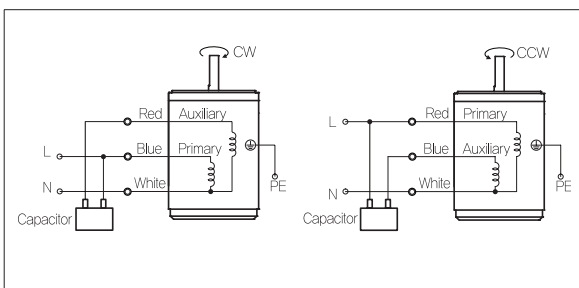 CW
Red Auxiliary
L
Blue Primary
N
White
PE
Capacitor
CCW
Red Primary
L
Blue Auxiliary
N
White
PE
Capacitor